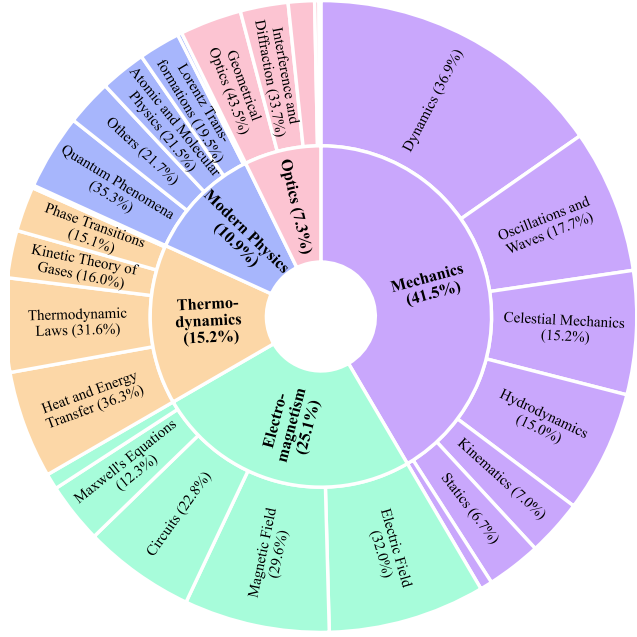 Mechanics
(41.5%)
Dynamics (36.9%)
Oscillations and
Waves (17.7%)
Celestial Mechanics
(15.2%)
Hydrodynamics
(15.0%)
Kinematics (7.0%)
Statics (6.7%)
Electro-
magnetism
(25.1%)
Electric Field
(32.0%)
Magnetic Field
(29.6%)
Circuits (22.8%)
Maxwell's Equations
(12.3%)
Thermo-
dynamics
(15.2%)
Heat and Energy
Transfer (36.3%)
Thermodynamic
Laws (31.6%)
Kinetic Theory of
Gases (16.0%)
Phase Transitions
(15.1%)
Modern Physics
(10.9%)
Quantum Phenomena
(35.3%)
Others (21.7%)
Atomic and Molecular
Physics (21.5%)
Lorentz Trans-
formations (19.5%)
Optics (7.3%)
Geometrical
Optics (43.5%)
Interference and
Diffraction (33.7%)